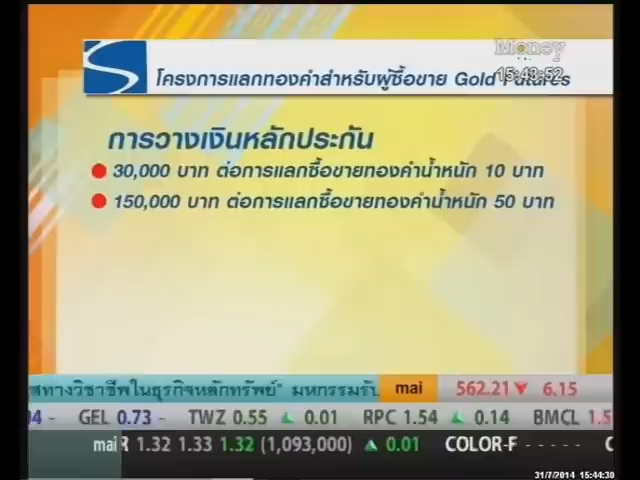 Money
15:43:52
โครงการแลกทองคำสำหรับผู้ซื้อขาย Gold Futures
การวางเงินหลักประกัน
30,000 บาท ต่อการแลกซื้อขายทองคำน้ำหนัก 10 บาท
150,000 บาท ต่อการแลกซื้อขายทองคำน้ำหนัก 50 บาท
สทางวิชาชีพในธุรกิจหลักทรัพย์" มหกรรมรับ mai 562.21 ▼ 6.15
04 - GEL 0.73 - TWZ 0.55 ▲ 0.01 RPC 1.54 ▲ 0.14 BMCL 1.5
mai R 1.32 1.33 1.32 (1,093,000) ▲ 0.01 COLOR-F - - - - - C
31/7/2014 15:44:30